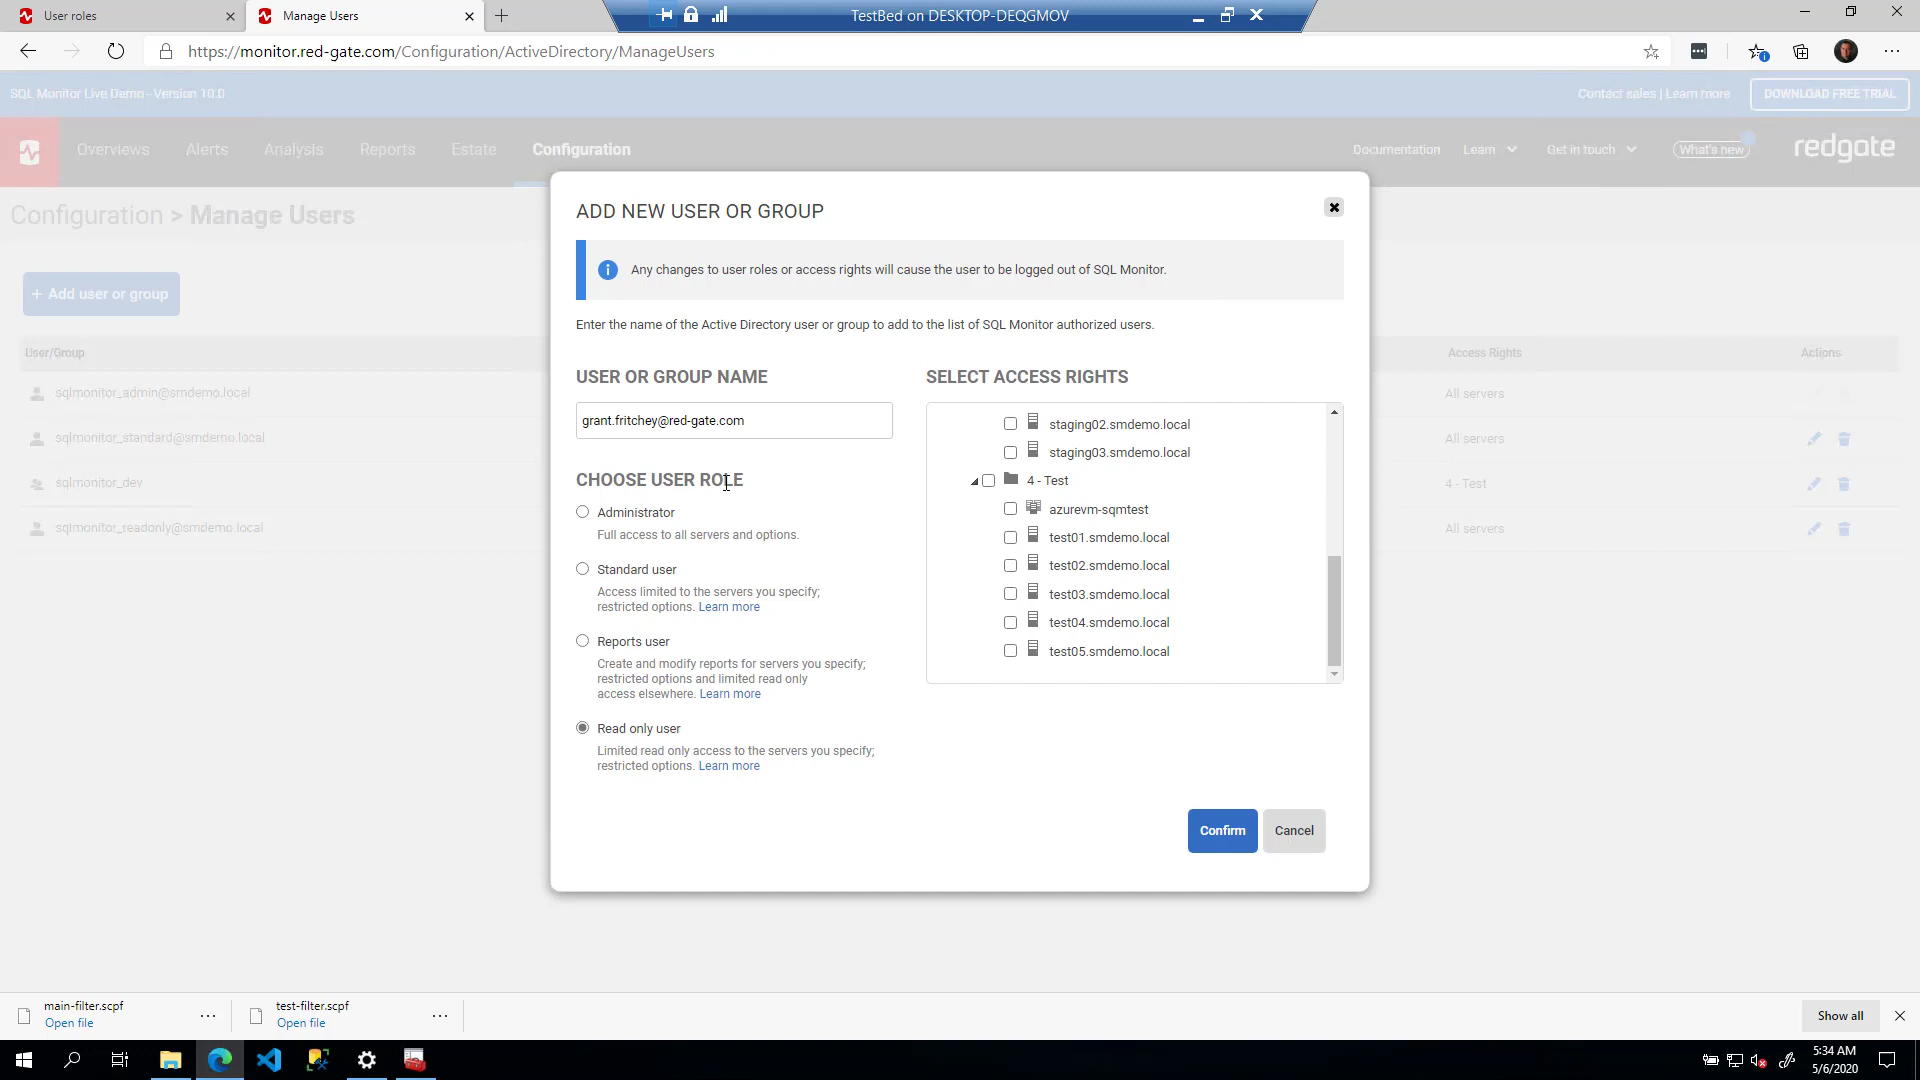 User roles
Manage Users
TestBed on DESKTOP-DEQGMOV
https://monitor.red-gate.com/Configuration/ActiveDirectory/ManageUsers
SQL Monitor Live Demo - Version 10.0
Contact sales | Learn more
DOWNLOAD FREE TRIAL
Overviews
Alerts
Analysis
Reports
Estate
Configuration
Documentation
Learn
Get in touch
What's new
redgate
Configuration > Manage Users
+ Add user or group
User/Group
Access Rights
Actions
sqlmonitor_admin@smdemo.local
All servers
sqlmonitor_standard@smdemo.local
All servers
sqlmonitor_dev
4 - Test
sqlmonitor_readonly@smdemo.local
All servers
ADD NEW USER OR GROUP
Any changes to user roles or access rights will cause the user to be logged out of SQL Monitor.
Enter the name of the Active Directory user or group to add to the list of SQL Monitor authorized users.
USER OR GROUP NAME
grant.fritchey@red-gate.com
CHOOSE USER ROLE
Administrator
Full access to all servers and options.
Standard user
Access limited to the servers you specify;
restricted options. Learn more
Reports user
Create and modify reports for servers you specify;
restricted options and limited read only
access elsewhere. Learn more
Read only user
Limited read only access to the servers you specify;
restricted options. Learn more
SELECT ACCESS RIGHTS
staging02.smdemo.local
staging03.smdemo.local
4 - Test
azurevm-sqmtest
test01.smdemo.local
test02.smdemo.local
test03.smdemo.local
test04.smdemo.local
test05.smdemo.local
Confirm
Cancel
main-filter.scpf
Open file
test-filter.scpf
Open file
Show all
5:34 AM
5/6/2020